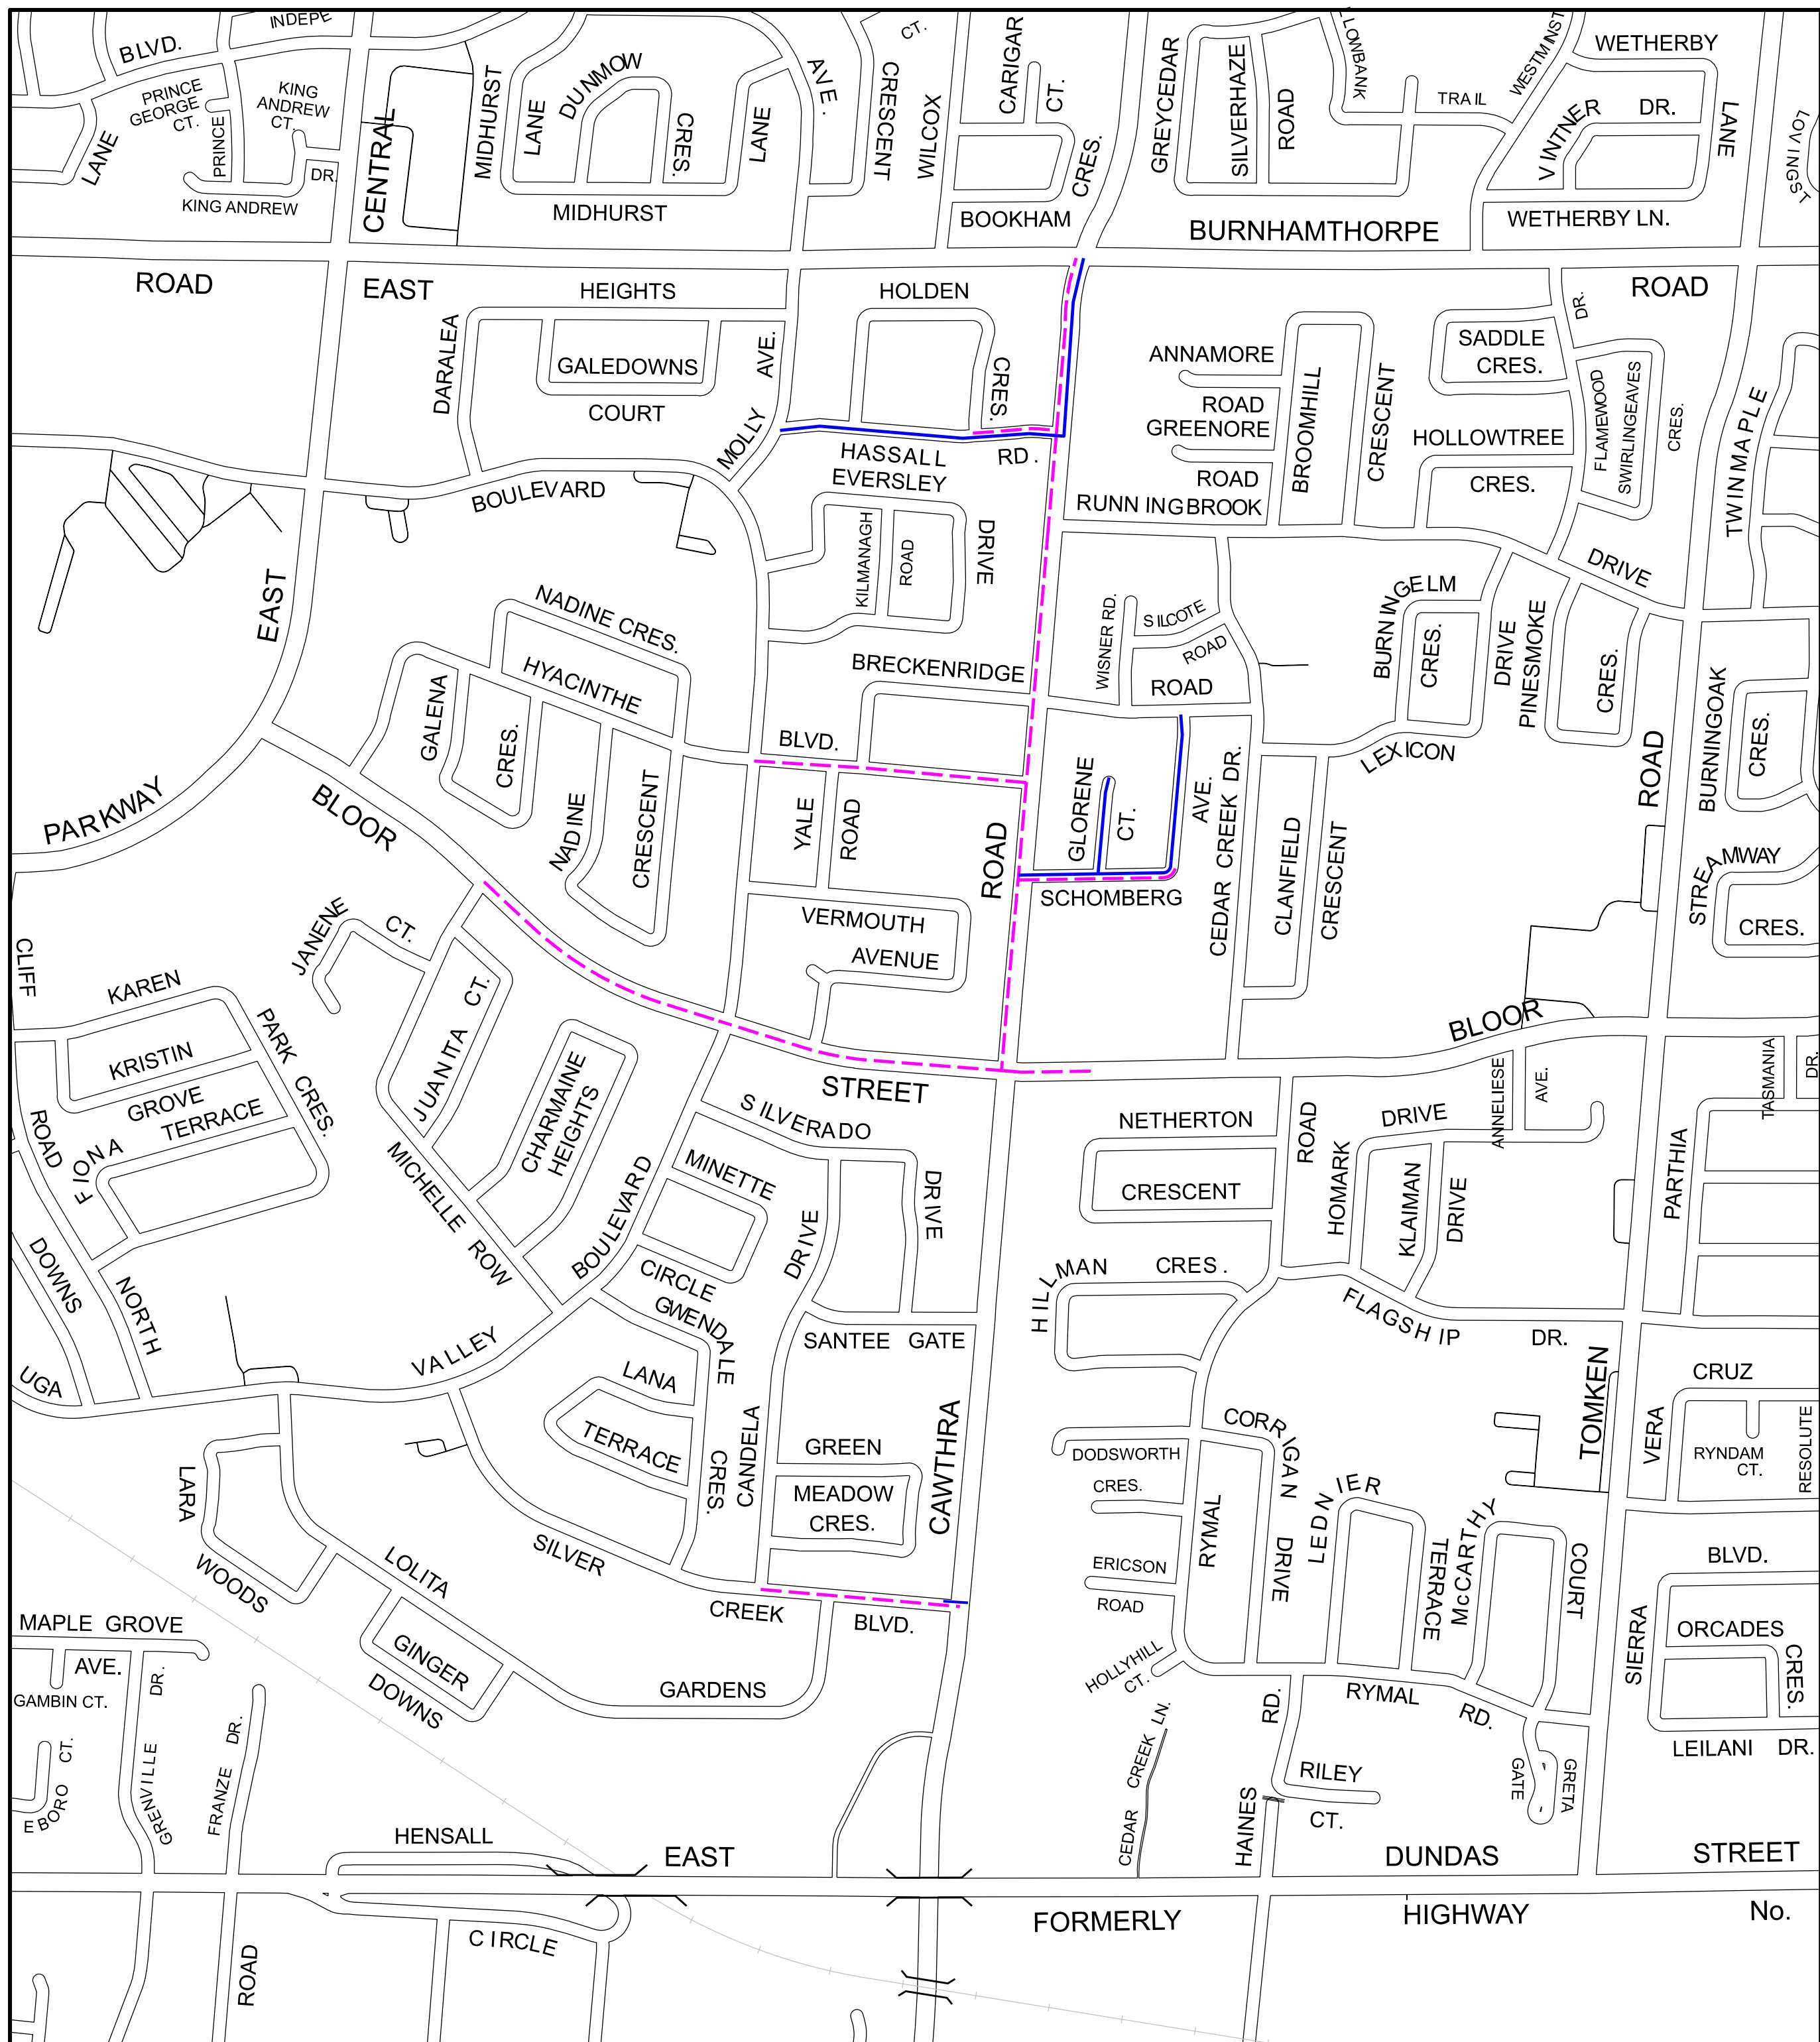 INDEPE
BLVD.
PRINCE
GEORGE
CT.
KING
ANDREW
CT.
PRINCE
DR.
LANE
KING ANDREW
CENTRAL
MIDHURST
LANE
DUNMOW
CRES.
LANE
MIDHURST
AVE.
CRESCENT
CT.
WILCOX
CARIGAR
CT.
CRES.
BOOKHAM
GREYCEDAR
SILVERHAZE
ROAD
LLOWBANK
TRAIL
WESTMINST
WETHERBY
VINTNER
DR.
LANE
WETHERBY LN.
LOVINGST
BURNHAMTHORPE
ROAD
EAST
ROAD
HEIGHTS
DARALEA
GALEDOWNS
COURT
AVE.
MOLLY
HOLDEN
CRES.
HASSALL
RD.
EVERSLEY
KILMANAGH
ROAD
DRIVE
BOULEVARD
ANNAMORE
ROAD
GREENORE
ROAD
BROOMHILL
CRESCENT
RUNNINGBROOK
DR.
SADDLE
CRES.
HOLLOWTREE
CRES.
FLAMEWOOD
SWIRLINGEAVES
CRES.
TWINMAPLE
DRIVE
EAST
PARKWAY
NADINE CRES.
HYACINTHE
GALENA
CRES.
NADINE
CRESCENT
BRECKENRIDGE
BLVD.
YALE
ROAD
VERMOUTH
AVENUE
ROAD
WISNER RD.
SILCOTE
ROAD
ROAD
GLORENE
CT.
AVE.
SCHOMBERG
CEDAR CREEK DR.
CLANFIELD
CRESCENT
LEXICON
BURNINGELM
CRES.
DRIVE
PINESMOKE
CRES.
ROAD
BURNINGOAK
CRES.
STREAMWAY
CRES.
BLOOR
STREET
BLOOR
CLIFF
ROAD
KAREN
PARK CRES.
KRISTIN
GROVE
TERRACE
FIONA
JANENE
CT.
JUANITA CT.
CHARMAINE
HEIGHTS
MICHELLE ROW
BOULEVARD
SILVERADO
DRIVE
MINETTE
CIRCLE
DRIVE
GWENDALE
CRES.
SANTEE GATE
LANA
TERRACE
CANDELA
GREEN
MEADOW
CRES.
CAWTHRA
DOWNS
NORTH
UGA
VALLEY
NETHERTON
CRESCENT
ROAD
HOMARK
DRIVE
KLAIMAN
DRIVE
ANNELIESE
AVE.
HILLMAN CRES.
FLAGSHIP DR.
PARTHIA
TASMANIA
DR.
TOMKEN
CRUZ
VERA
RYNDAM
CT.
RESOLUTE
DODSWORTH
CRES.
ERICSON
ROAD
RYMAL
CORRIGAN
DRIVE
LEDNIER
TERRACE
McCARTHY
COURT
BLVD.
SIERRA
ORCADES
CRES.
LEILANI DR.
LARA
WOODS
LOLITA
SILVER
CREEK
BLVD.
GINGER
DOWNS
GARDENS
MAPLE GROVE
AVE.
GAMBIN CT.
CT.
EBORO
DR.
GRENVILLE
FRANZE DR.
HOLLYHILL
CT.
CEDAR CREEK LN.
RD.
RYMAL
RD.
RILEY
CT.
HAINES
GATE
GRETA
HENSALL
EAST
DUNDAS
STREET
CIRCLE
ROAD
FORMERLY
HIGHWAY
No.